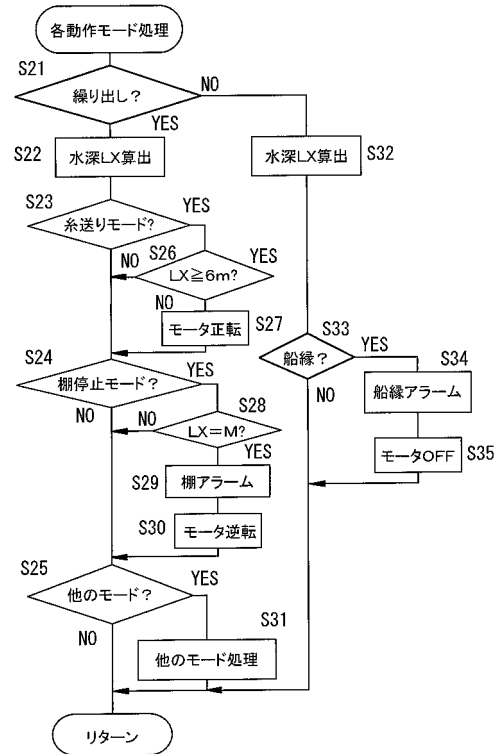 各動作モード処理
S21
繰り出し?
NO
YES
S22
水深LX算出
水深LX算出
S32
S23
糸送りモード?
YES
NO
S26
LX≧6m?
YES
NO
モータ正転
S27
S24
棚停止モード?
YES
NO
S28
LX=M?
NO
YES
S29
棚アラーム
S30
モータ逆転
S33
船縁?
YES
NO
S34
船縁アラーム
モータOFF
S35
S25
他のモード?
YES
NO
S31
他のモード処理
リターン